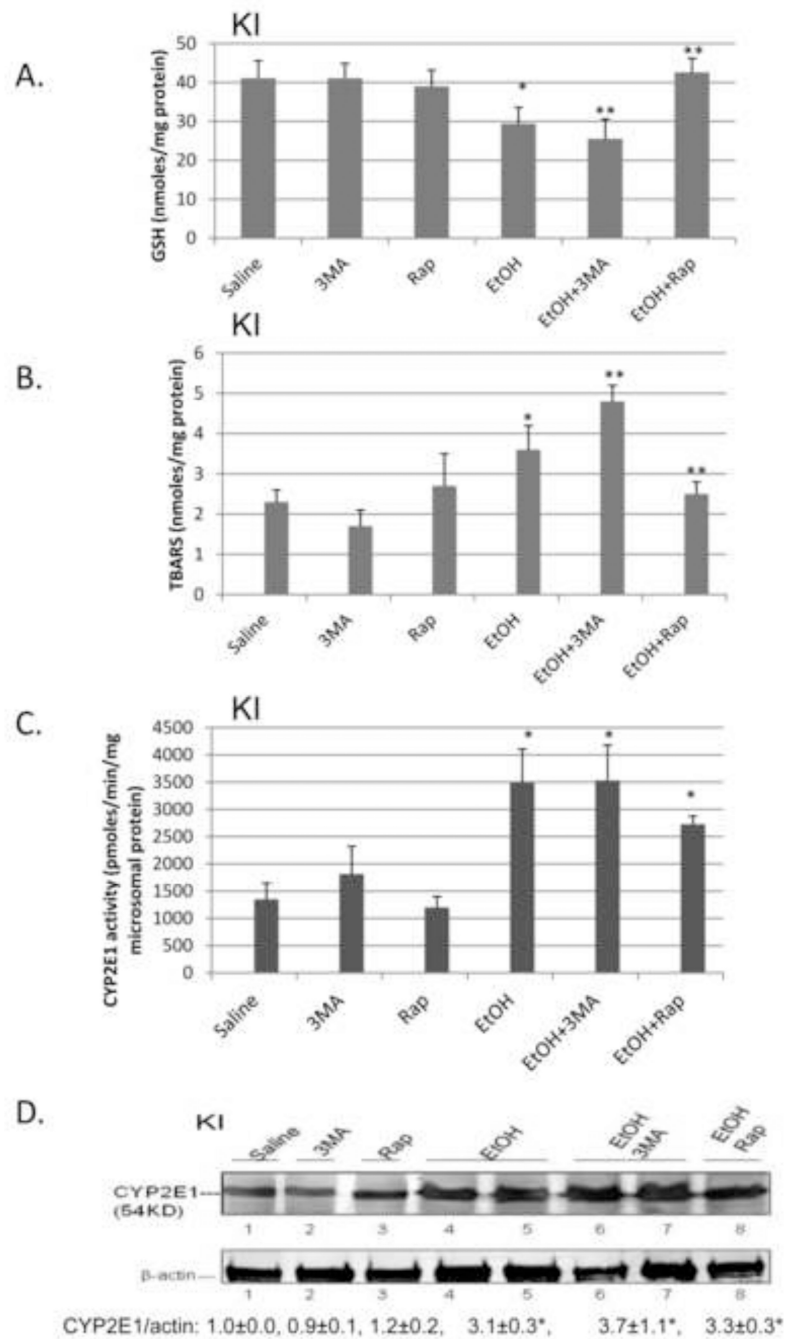 KI
A.
GSH (nmoles/mg protein)
50
40
30
20
10
0
*
**
**
Saline
3MA
Rap
EtOH
EtOH+3MA
EtOH+Rap
KI
B.
TBARS (nmoles/mg protein)
6
5
4
3
2
1
0
*
**
**
Saline
3MA
Rap
EtOH
EtOH+3MA
EtOH+Rap
KI
C.
CYP2E1 activity (pmoles/min/mg
microsomal protein)
4500
4000
3500
3000
2500
2000
1500
1000
500
0
*
*
*
Saline
3MA
Rap
EtOH
EtOH+3MA
EtOH+Rap
D.
KI
Saline
3MA
Rap
EtOH
EtOH
3MA
EtOH
Rap
CYP2E1---
(54KD)
1 2 3 4 5 6 7 8
β-actin---
1 2 3 4 5 6 7 8
CYP2E1/actin: 1.0±0.0, 0.9±0.1, 1.2±0.2, 3.1±0.3*, 3.7±1.1*, 3.3±0.3*